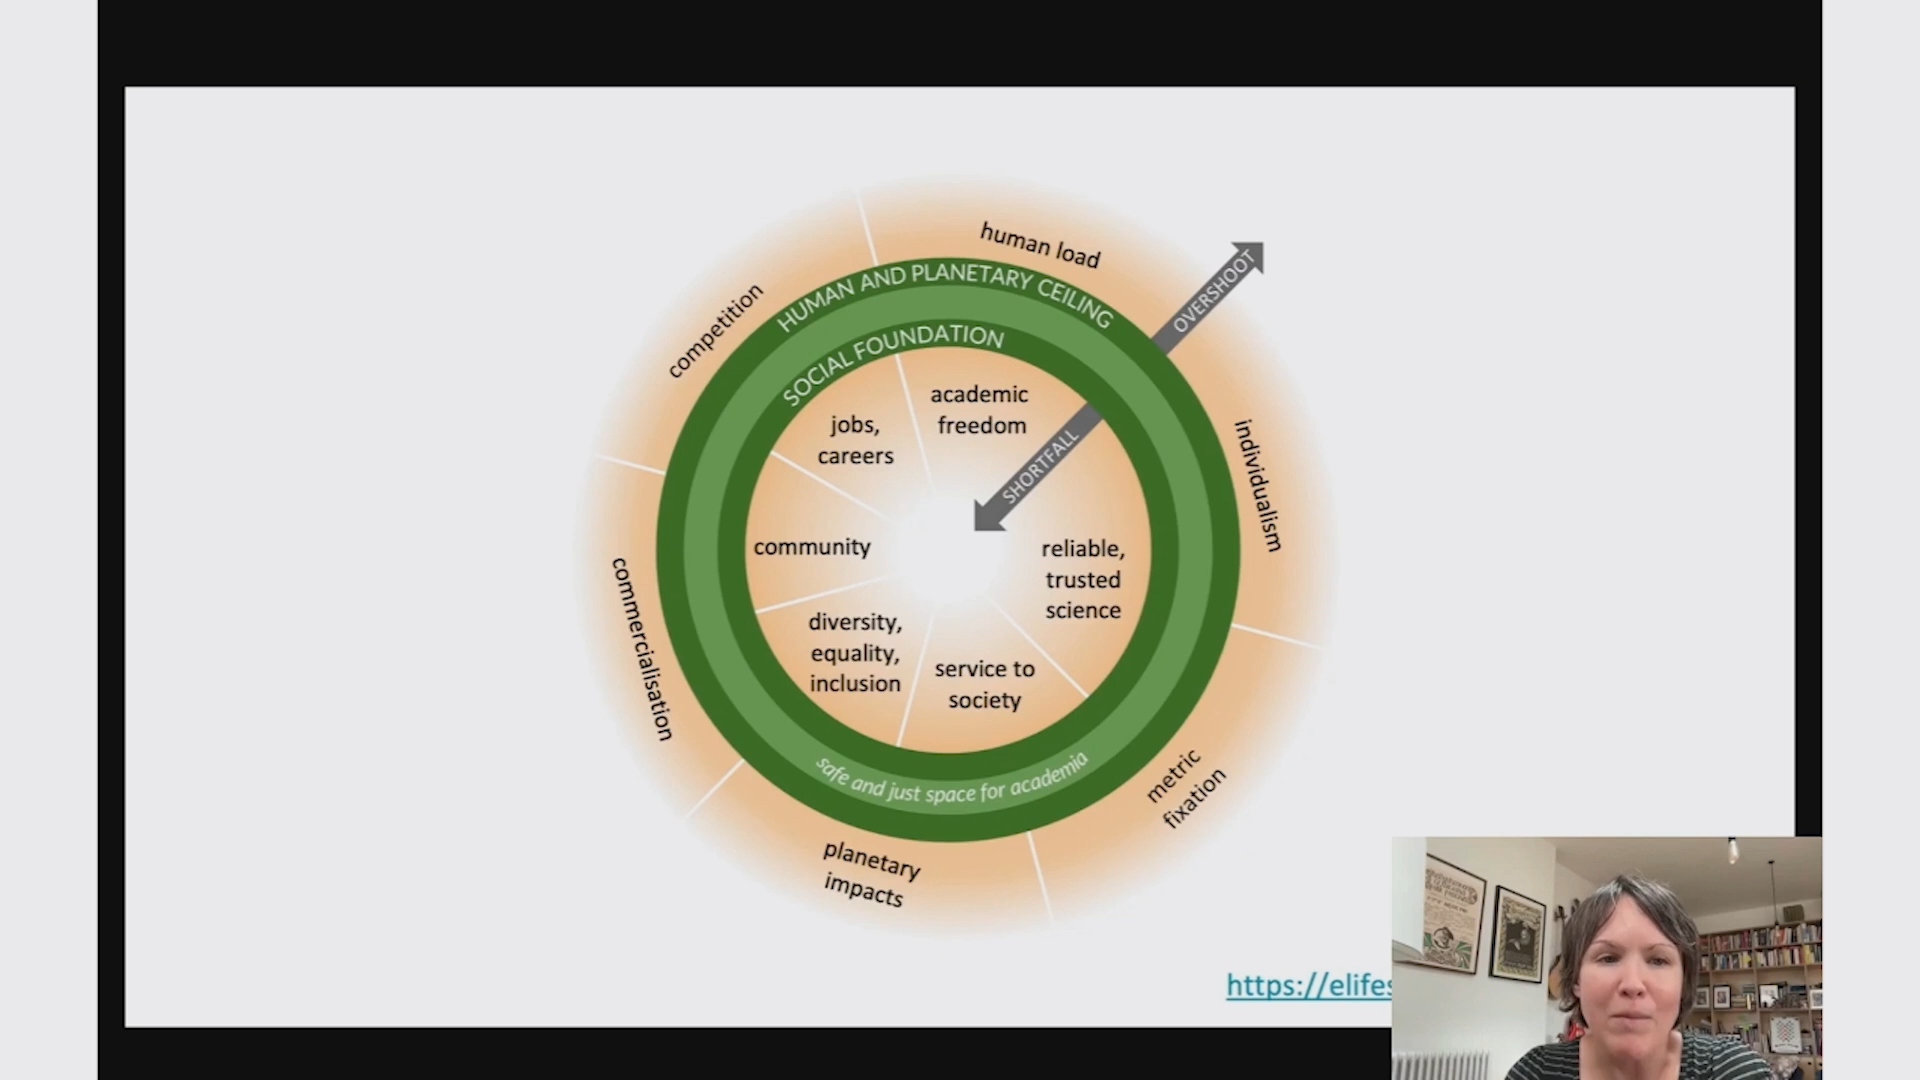 human load
OVERSHOOT
competition
HUMAN AND PLANETARY CEILING
SOCIAL FOUNDATION
academic
freedom
jobs,
careers
SHORTFALL
individualism
community
reliable,
trusted
science
commercialisation
diversity,
equality,
inclusion
service to
society
safe and just space for academia
metric
fixation
planetary
impacts
https://elifes